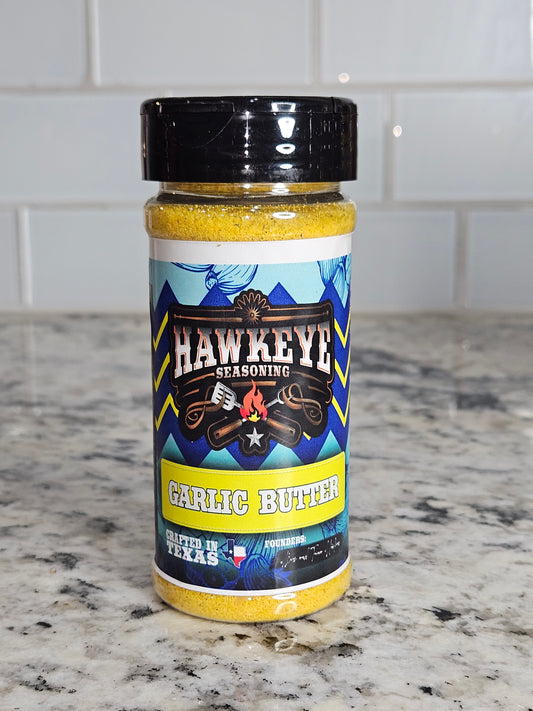 HAWKEYE
SEASONING
GARLIC BUTTER
CRAFTED IN
TEXAS
FOUNDERS: